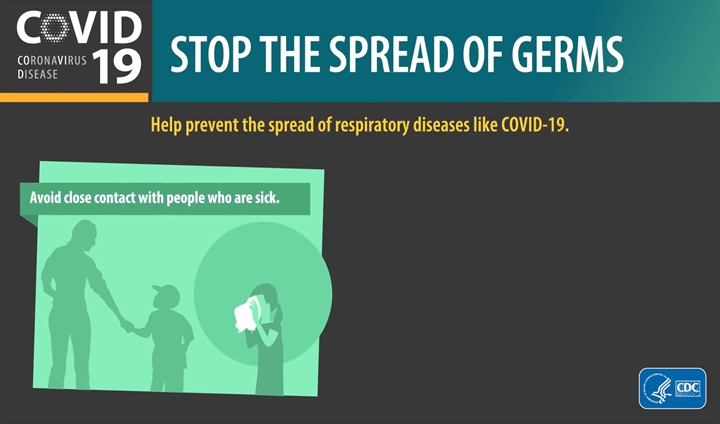 COVID
CORONAVIRUS
DISEASE
19
STOP THE SPREAD OF GERMS
Help prevent the spread of respiratory diseases like COVID-19.
Avoid close contact with people who are sick.
CDC